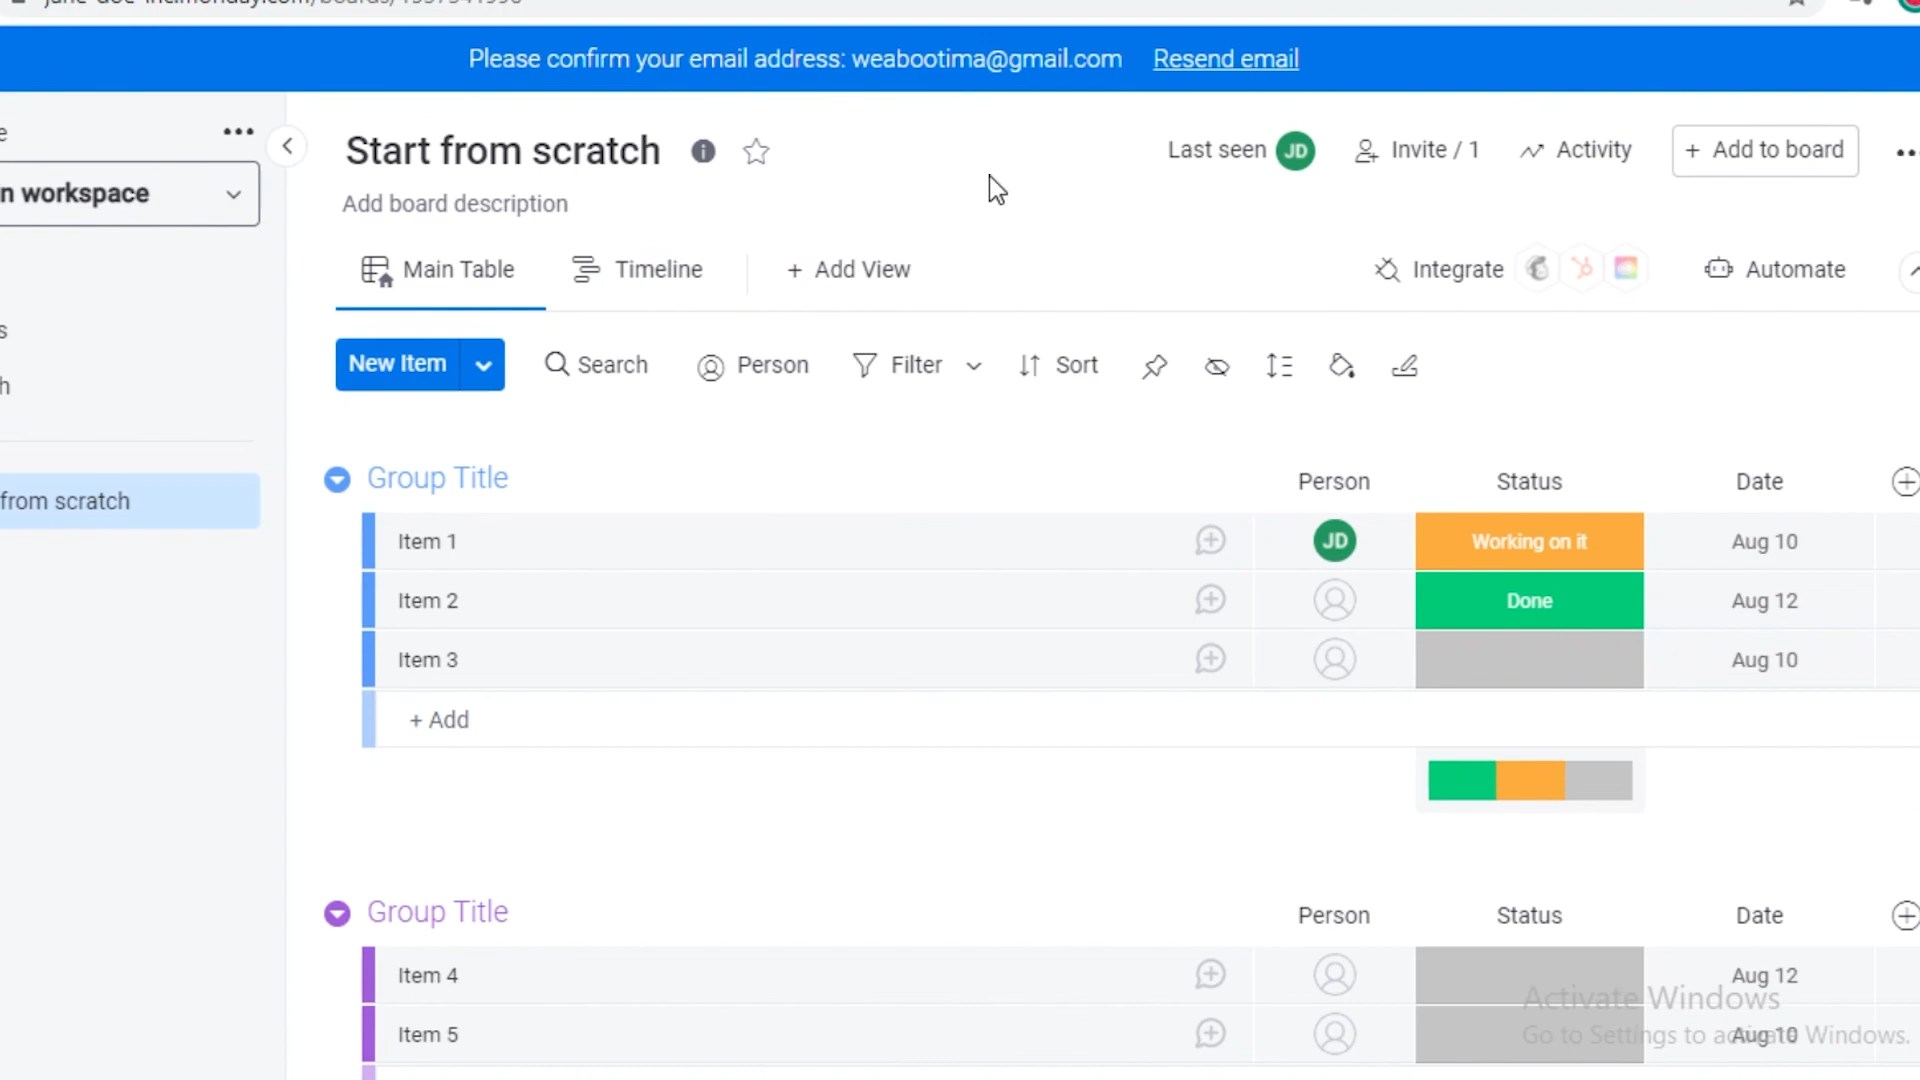 Please confirm your email address: weabootima@gmail.com Resend email
e
n workspace
s
h
from scratch
Start from scratch
Last seen JD Invite / 1 Activity + Add to board
Add board description
Main Table Timeline + Add View Integrate Automate
New Item Search Person Filter Sort
Group Title Person Status Date
Item 1 JD Working on it Aug 10
Item 2 Done Aug 12
Item 3 Aug 10
+ Add
Group Title Person Status Date
Item 4 Aug 12
Item 5 Aug 10
Activate Windows
Go to Settings to activate Windows.